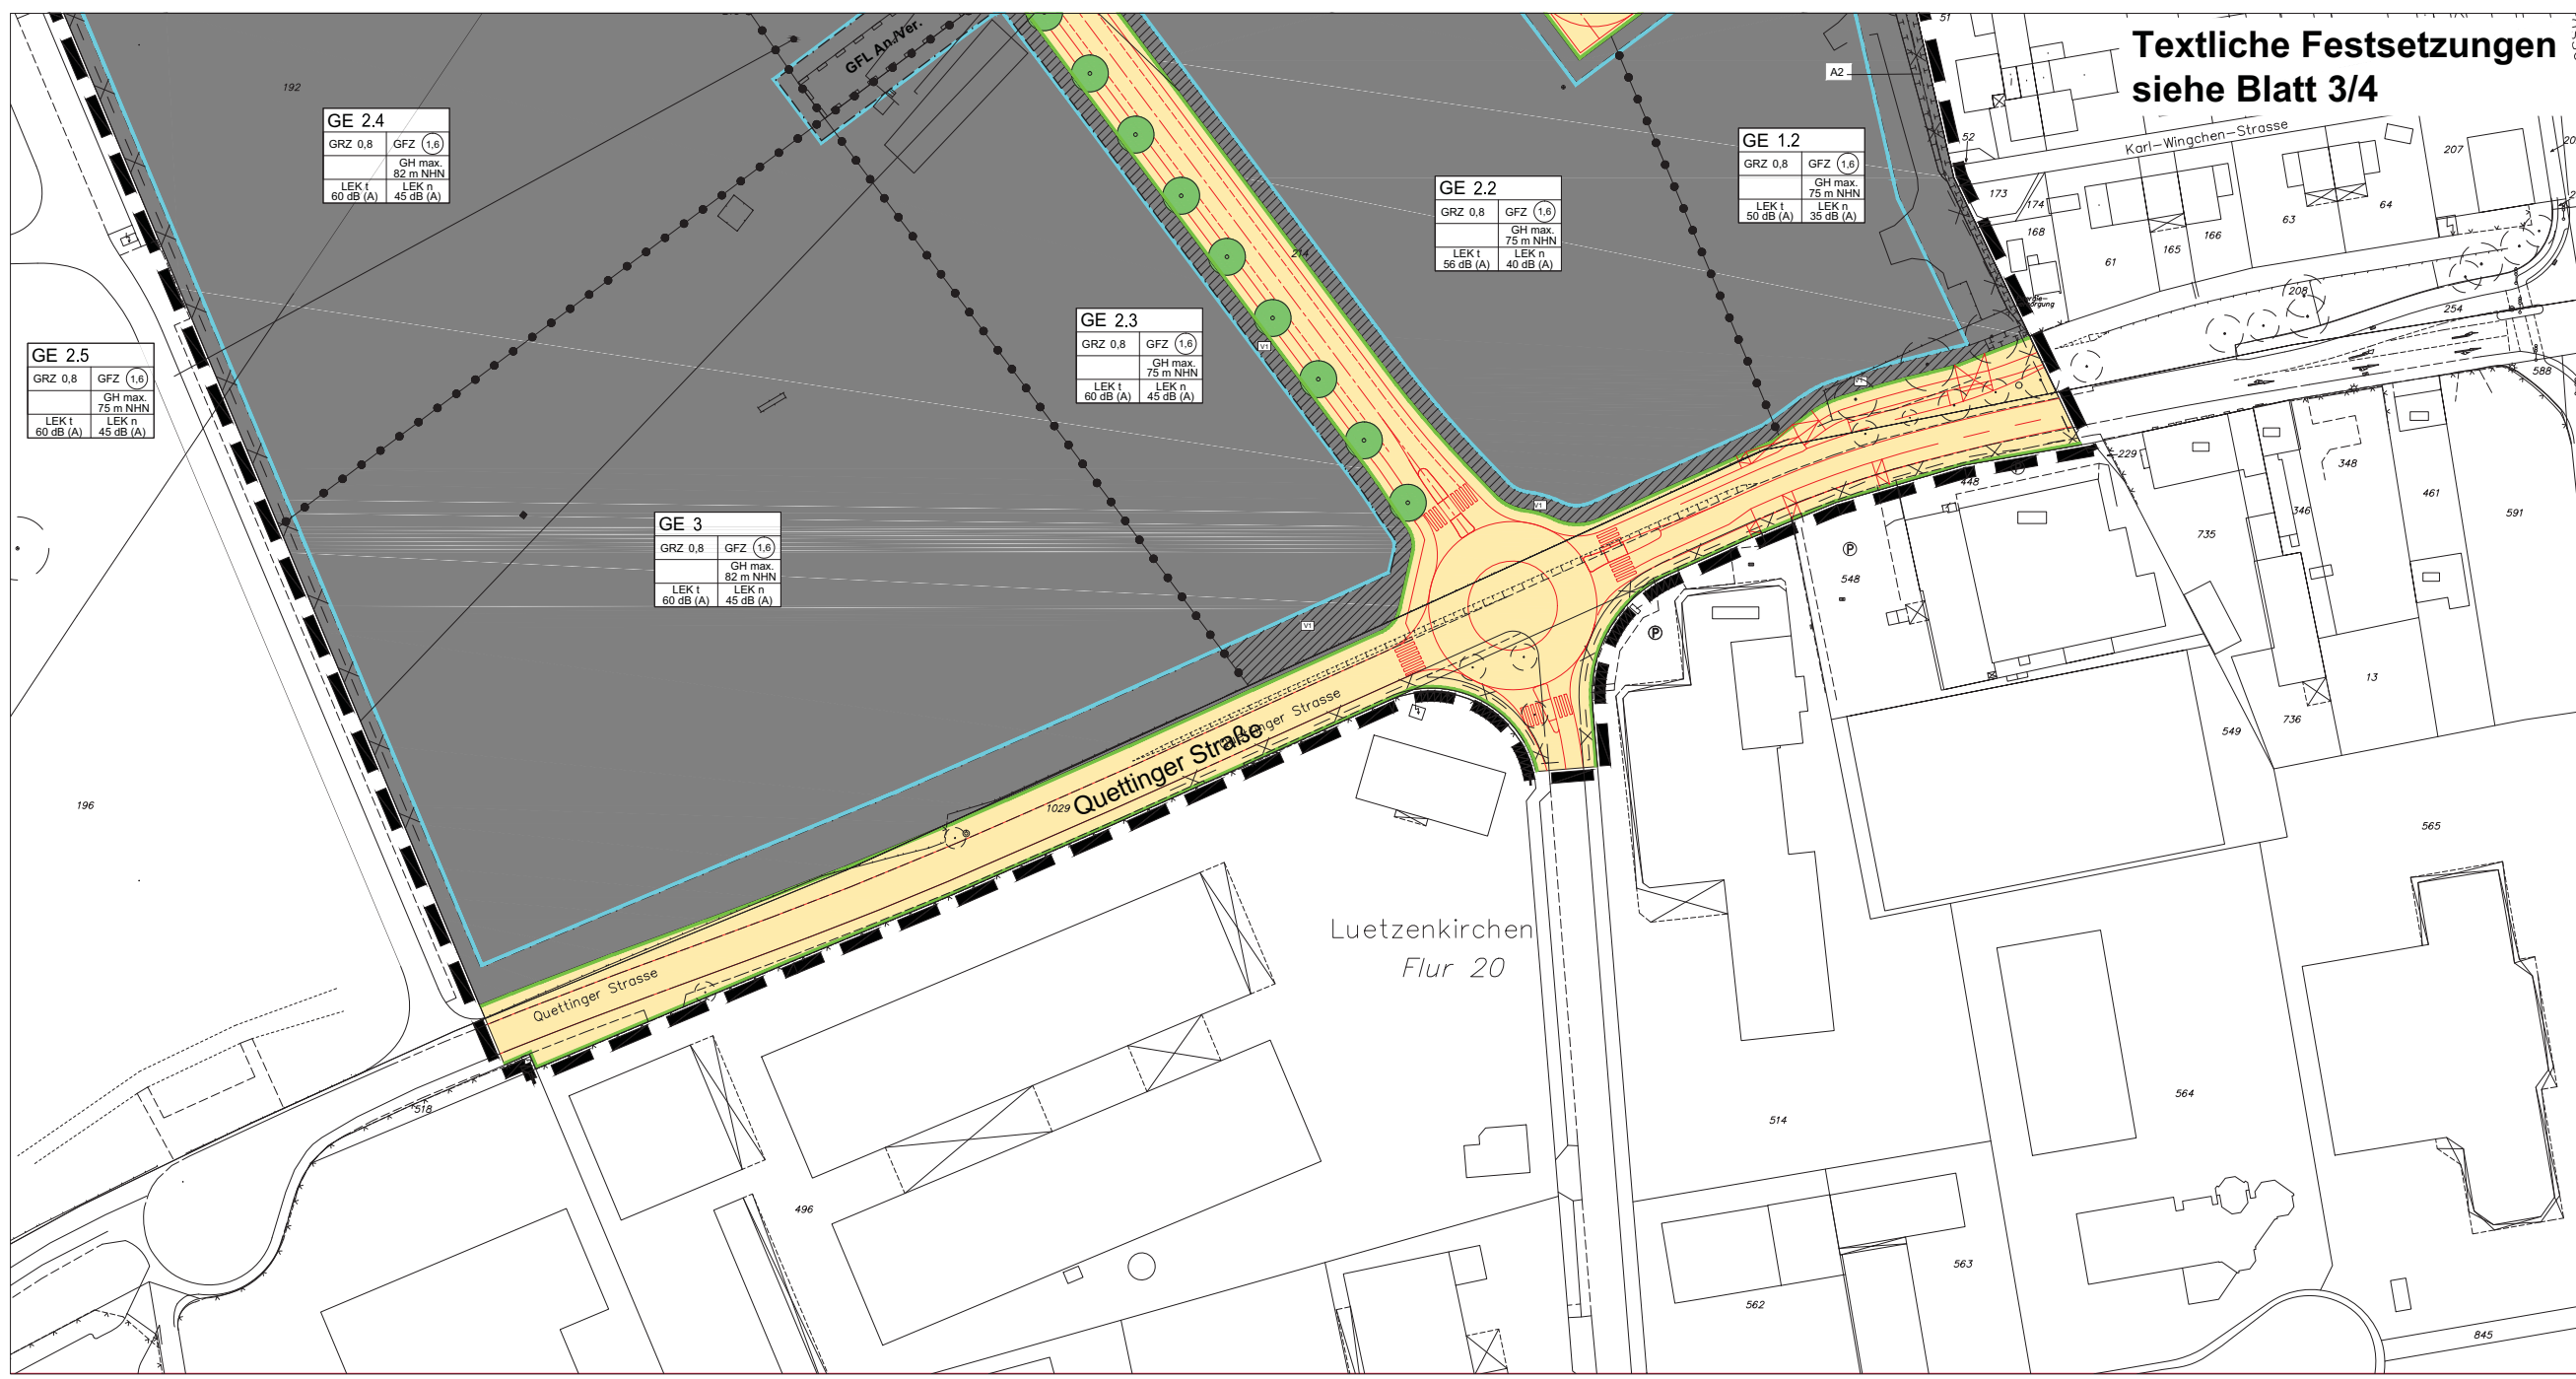 Textliche Festsetzungen
siehe Blatt 3/4
GFL An./Ver.
192
GE 2.4
GRZ 0,8 GFZ 1,6
GH max.
82 m NHN
LEK t LEK n
60 dB (A) 45 dB (A)
GE 2.5
GRZ 0,8 GFZ 1,6
GH max.
75 m NHN
LEK t LEK n
60 dB (A) 45 dB (A)
GE 2.3
GRZ 0,8 GFZ 1,6
GH max.
75 m NHN
LEK t LEK n
60 dB (A) 45 dB (A)
GE 2.2
GRZ 0,8 GFZ 1,6
GH max.
75 m NHN
LEK t LEK n
56 dB (A) 40 dB (A)
GE 1.2
GRZ 0,8 GFZ 1,6
GH max.
75 m NHN
LEK t LEK n
50 dB (A) 35 dB (A)
GE 3
GRZ 0,8 GFZ 1,6
GH max.
82 m NHN
LEK t LEK n
60 dB (A) 45 dB (A)
A2
51
52
Karl-Wingchen-Strasse
207
173
174
168
61
165
166
63
64
208
254
588
214
V1
V1
V1
V1
229
448
348
461
591
346
735
P
548
P
13
736
549
565
196
1029
Quettinger Straße
Quettinger Strasse
Luetzenkirchen
Flur 20
518
496
514
564
563
562
845